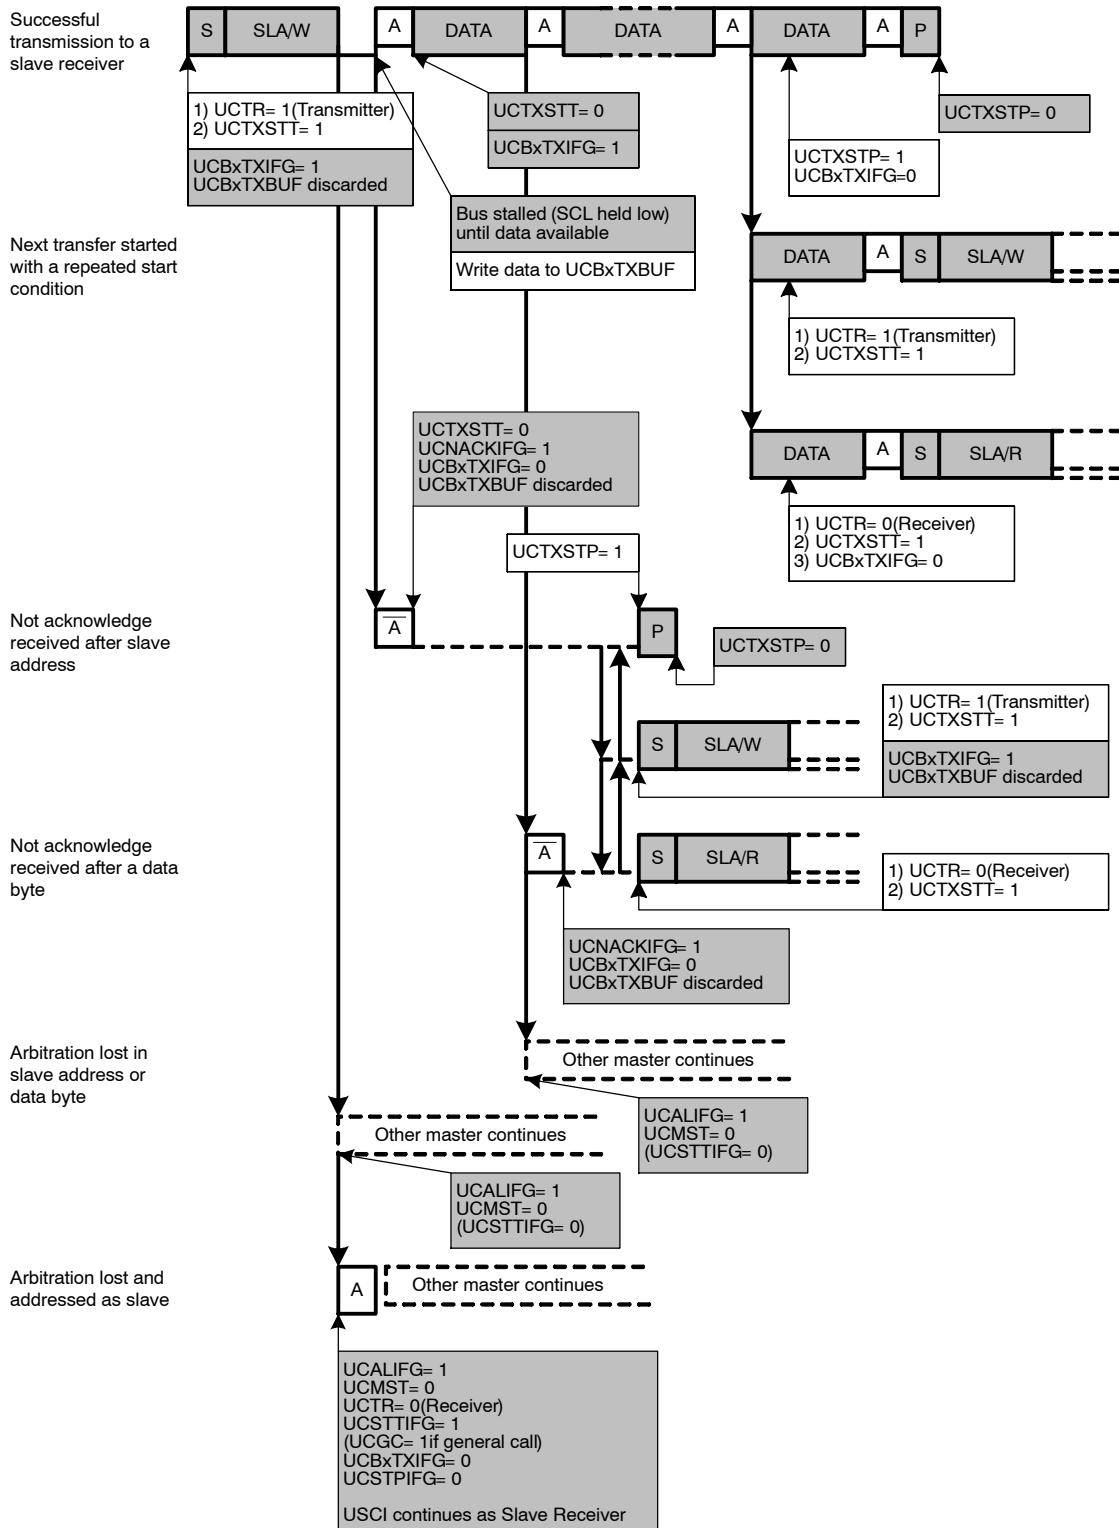 Successful
transmission to a
slave receiver
S SLA/W A DATA A DATA A DATA A P
1) UCTR= 1(Transmitter)
2) UCTXSTT= 1
UCBxTXIFG= 1
UCBxTXBUF discarded
UCTXSTT= 0
UCBxTXIFG= 1
UCTXSTP= 0
UCTXSTP= 1
UCBxTXIFG=0
Bus stalled (SCL held low)
until data available
Write data to UCBxTXBUF
Next transfer started
with a repeated start
condition
DATA A S SLA/W
1) UCTR= 1(Transmitter)
2) UCTXSTT= 1
DATA A S SLA/R
1) UCTR= 0(Receiver)
2) UCTXSTT= 1
3) UCBxTXIFG= 0
UCTXSTT= 0
UCNACKIFG= 1
UCBxTXIFG= 0
UCBxTXBUF discarded
UCTXSTP= 1
Not acknowledge
received after slave
address
A̅ P
UCTXSTP= 0
S SLA/W
1) UCTR= 1(Transmitter)
2) UCTXSTT= 1
UCBxTXIFG= 1
UCBxTXBUF discarded
Not acknowledge
received after a data
byte
A̅ S SLA/R
1) UCTR= 0(Receiver)
2) UCTXSTT= 1
UCNACKIFG= 1
UCBxTXIFG= 0
UCBxTXBUF discarded
Arbitration lost in
slave address or
data byte
Other master continues
UCALIFG= 1
UCMST= 0
(UCSTTIFG= 0)
Other master continues
UCALIFG= 1
UCMST= 0
(UCSTTIFG= 0)
Arbitration lost and
addressed as slave
A Other master continues
UCALIFG= 1
UCMST= 0
UCTR= 0(Receiver)
UCSTTIFG= 1
(UCGC= 1if general call)
UCBxTXIFG= 0
UCSTPIFG= 0
USCI continues as Slave Receiver